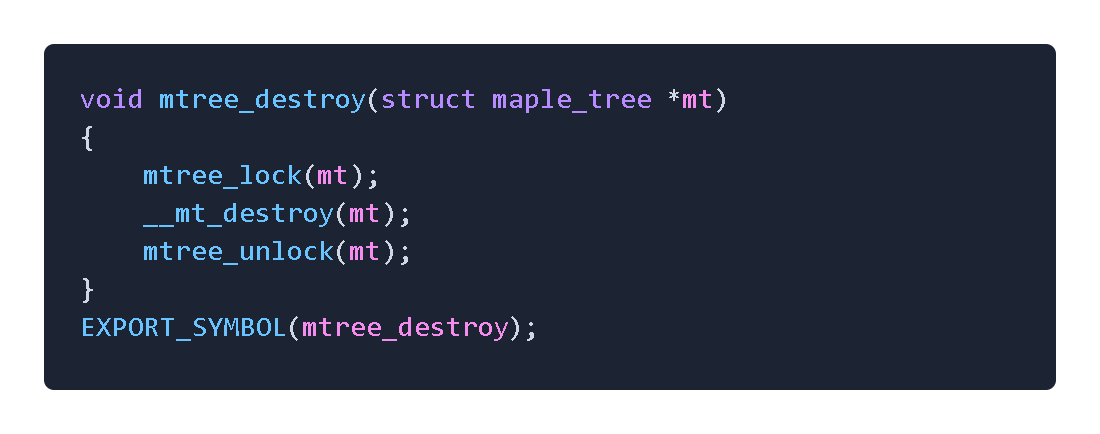 void mtree_destroy(struct maple_tree *mt)
{
    mtree_lock(mt);
    __mt_destroy(mt);
    mtree_unlock(mt);
}
EXPORT_SYMBOL(mtree_destroy);